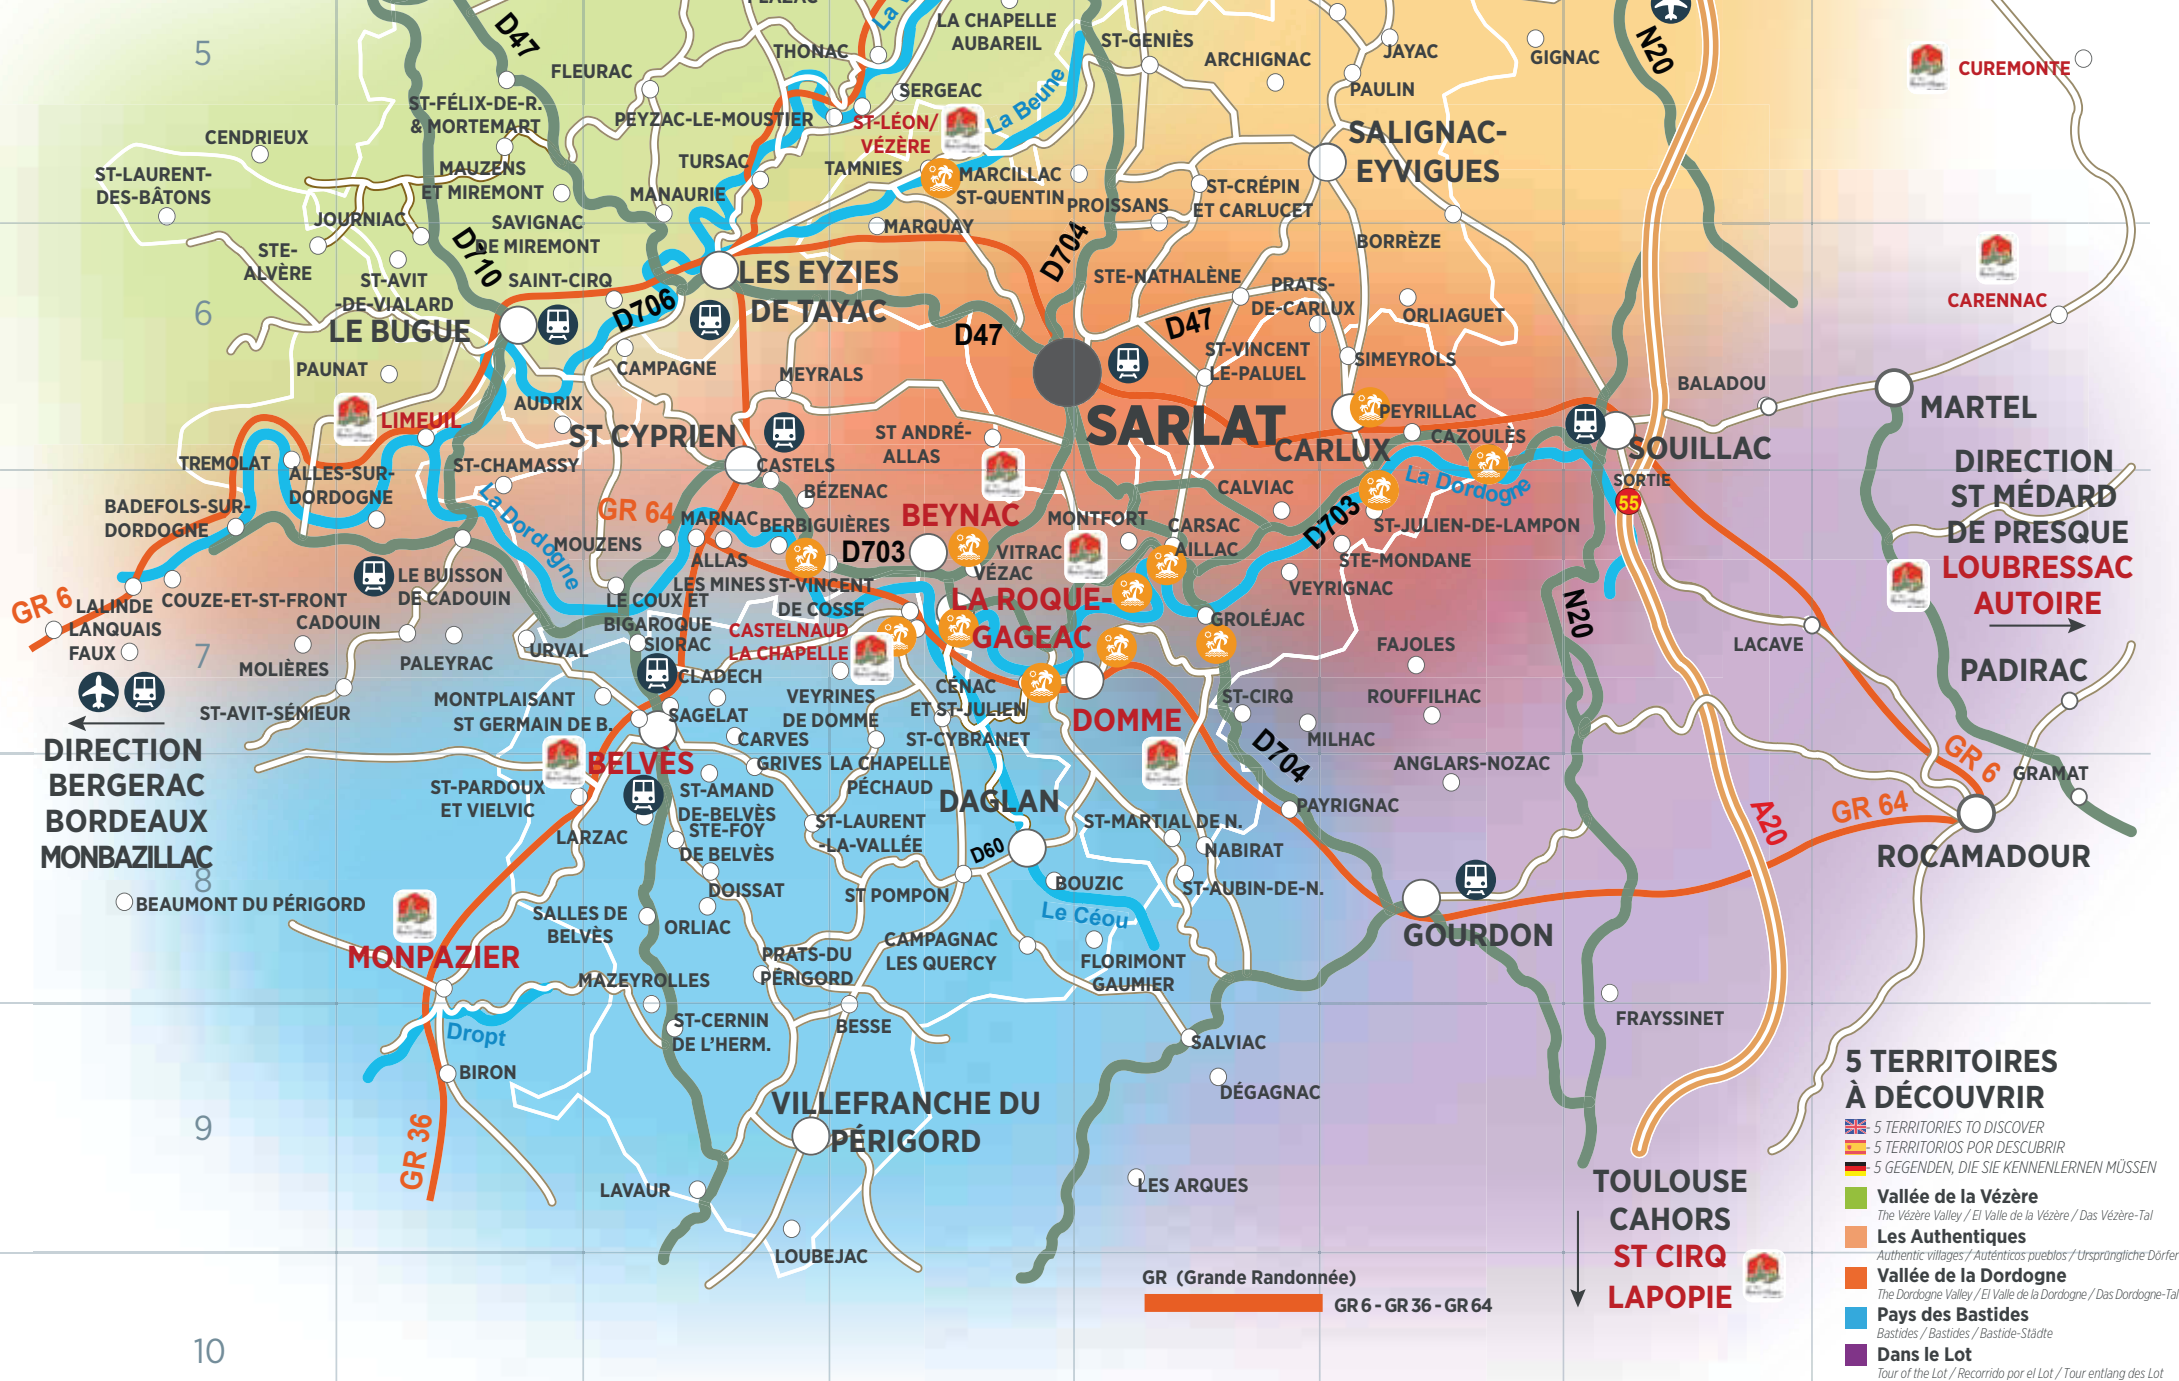 5
6
7
8
9
10
D47
La
LA CHAPELLE
AUBAREIL
ST-GENIÈS
ARCHIGNAC
JAYAC
GIGNAC
N20
CUREMONTE
THONAC
FLEURAC
SERGEAC
La Beune
PAULIN
ST-FÉLIX-DE-R.
& MORTEMART
PEYZAC-LE-MOUSTIER
ST-LÉON/
VÉZÈRE
SALIGNAC-
EYVIGUES
CENDRIEUX
MAUZENS
ET MIREMONT
TURSAC
TAMNIES
MARCILLAC
ST-QUENTIN
PROISSANS
ST-CRÉPIN
ET CARLUCET
ST-LAURENT-
DES-BÂTONS
MANAURIE
JOURNIAC
SAVIGNAC
DE MIREMONT
MARQUAY
BORRÈZE
D704
STE-
ALVÈRE
D710
ST-AVIT
-DE-VIALARD
SAINT-CIRQ
LES EYZIES
DE TAYAC
STE-NATHALÈNE
PRATS-
DE-CARLUX
ORLIAGUET
CARENNAC
LE BUGUE
D706
D47
D47
PAUNAT
CAMPAGNE
MEYRALS
ST-VINCENT
LE-PALUEL
SIMEYROLS
BALADOU
MARTEL
LIMEUIL
AUDRIX
ST CYPRIEN
ST ANDRÉ-
ALLAS
SARLAT
PEYRILLAC
CARLUX
CAZOULÈS
SOUILLAC
SORTIE
55
TREMOLAT
ALLES-SUR-
DORDOGNE
ST-CHAMASSY
CASTELS
BÉZENAC
CALVIAC
La Dordogne
DIRECTION
ST MÉDARD
DE PRESQUE
LOUBRESSAC
AUTOIRE
BADEFOLS-SUR-
DORDOGNE
La Dordogne
GR 64
MARNAC
BERBIGUIÈRES
BEYNAC
MONTFORT
CARSAC
AILLAC
D703
ST-JULIEN-DE-LAMPON
MOUZENS
ALLAS
LES MINES
D703
VITRAC
VÉZAC
STE-MONDANE
VEYRIGNAC
GR 6
LALINDE
LANQUAIS
FAUX
COUZE-ET-ST-FRONT
CADOUIN
LE BUISSON
DE CADOUIN
LE COUX ET
BIGAROQUE
ST-VINCENT
DE COSSE
LA ROQUE-
GAGEAC
GROLÉJAC
N20
LACAVE
MOLIÈRES
PALEYRAC
URVAL
SIORAC
CASTELNAUD
LA CHAPELLE
FAJOLES
PADIRAC
ST-AVIT-SÉNIEUR
MONTPLAISANT
CLADECH
VEYRINES
DE DOMME
CÉNAC
ET ST-JULIEN
DOMME
ST-CIRQ
ROUFFILHAC
ST GERMAIN DE B.
SAGELAT
CARVES
ST-CYBRANET
MILHAC
DIRECTION
BERGERAC
BORDEAUX
MONBAZILLAC
BELVÈS
GRIVES
LA CHAPELLE
PÉCHAUD
D704
ANGLARS-NOZAC
GR 6
GRAMAT
ST-PARDOUX
ET VIELVIC
ST-AMAND
DE-BELVÈS
DAGLAN
PAYRIGNAC
A20
GR 64
LARZAC
STE-FOY
DE BELVÈS
ST-LAURENT
-LA-VALLÉE
D60
ST-MARTIAL DE N.
NABIRAT
ROCAMADOUR
BEAUMONT DU PÉRIGORD
DOISSAT
ST POMPON
BOUZIC
ST-AUBIN-DE-N.
SALLES DE
BELVÈS
ORLIAC
Le Céou
GOURDON
MONPAZIER
PRATS-DU
PÉRIGORD
CAMPAGNAC
LES QUERCY
FLORIMONT
GAUMIER
MAZEYROLLES
Dropt
ST-CERNIN
DE L'HERM.
BESSE
SALVIAC
FRAYSSINET
BIRON
DÉGAGNAC
GR 36
VILLEFRANCHE DU
PÉRIGORD
LAVAUR
LES ARQUES
LOUBEJAC
TOULOUSE
CAHORS
ST CIRQ
LAPOPIE
GR (Grande Randonnée)
GR 6 - GR 36 - GR 64
5 TERRITOIRES
À DÉCOUVRIR
- 5 TERRITORIES TO DISCOVER
- 5 TERRITORIOS POR DESCUBRIR
- 5 GEGENDEN, DIE SIE KENNENLERNEN MÜSSEN
Vallée de la Vézère
The Vézère Valley / El Valle de la Vézère / Das Vézère-Tal
Les Authentiques
Authentic villages / Auténticos pueblos / Ursprüngliche Dörfer
Vallée de la Dordogne
The Dordogne Valley / El Valle de la Dordogne / Das Dordogne-Tal
Pays des Bastides
Bastides / Bastides / Bastide-Städte
Dans le Lot
Tour of the Lot / Recorrido por el Lot / Tour entlang des Lot